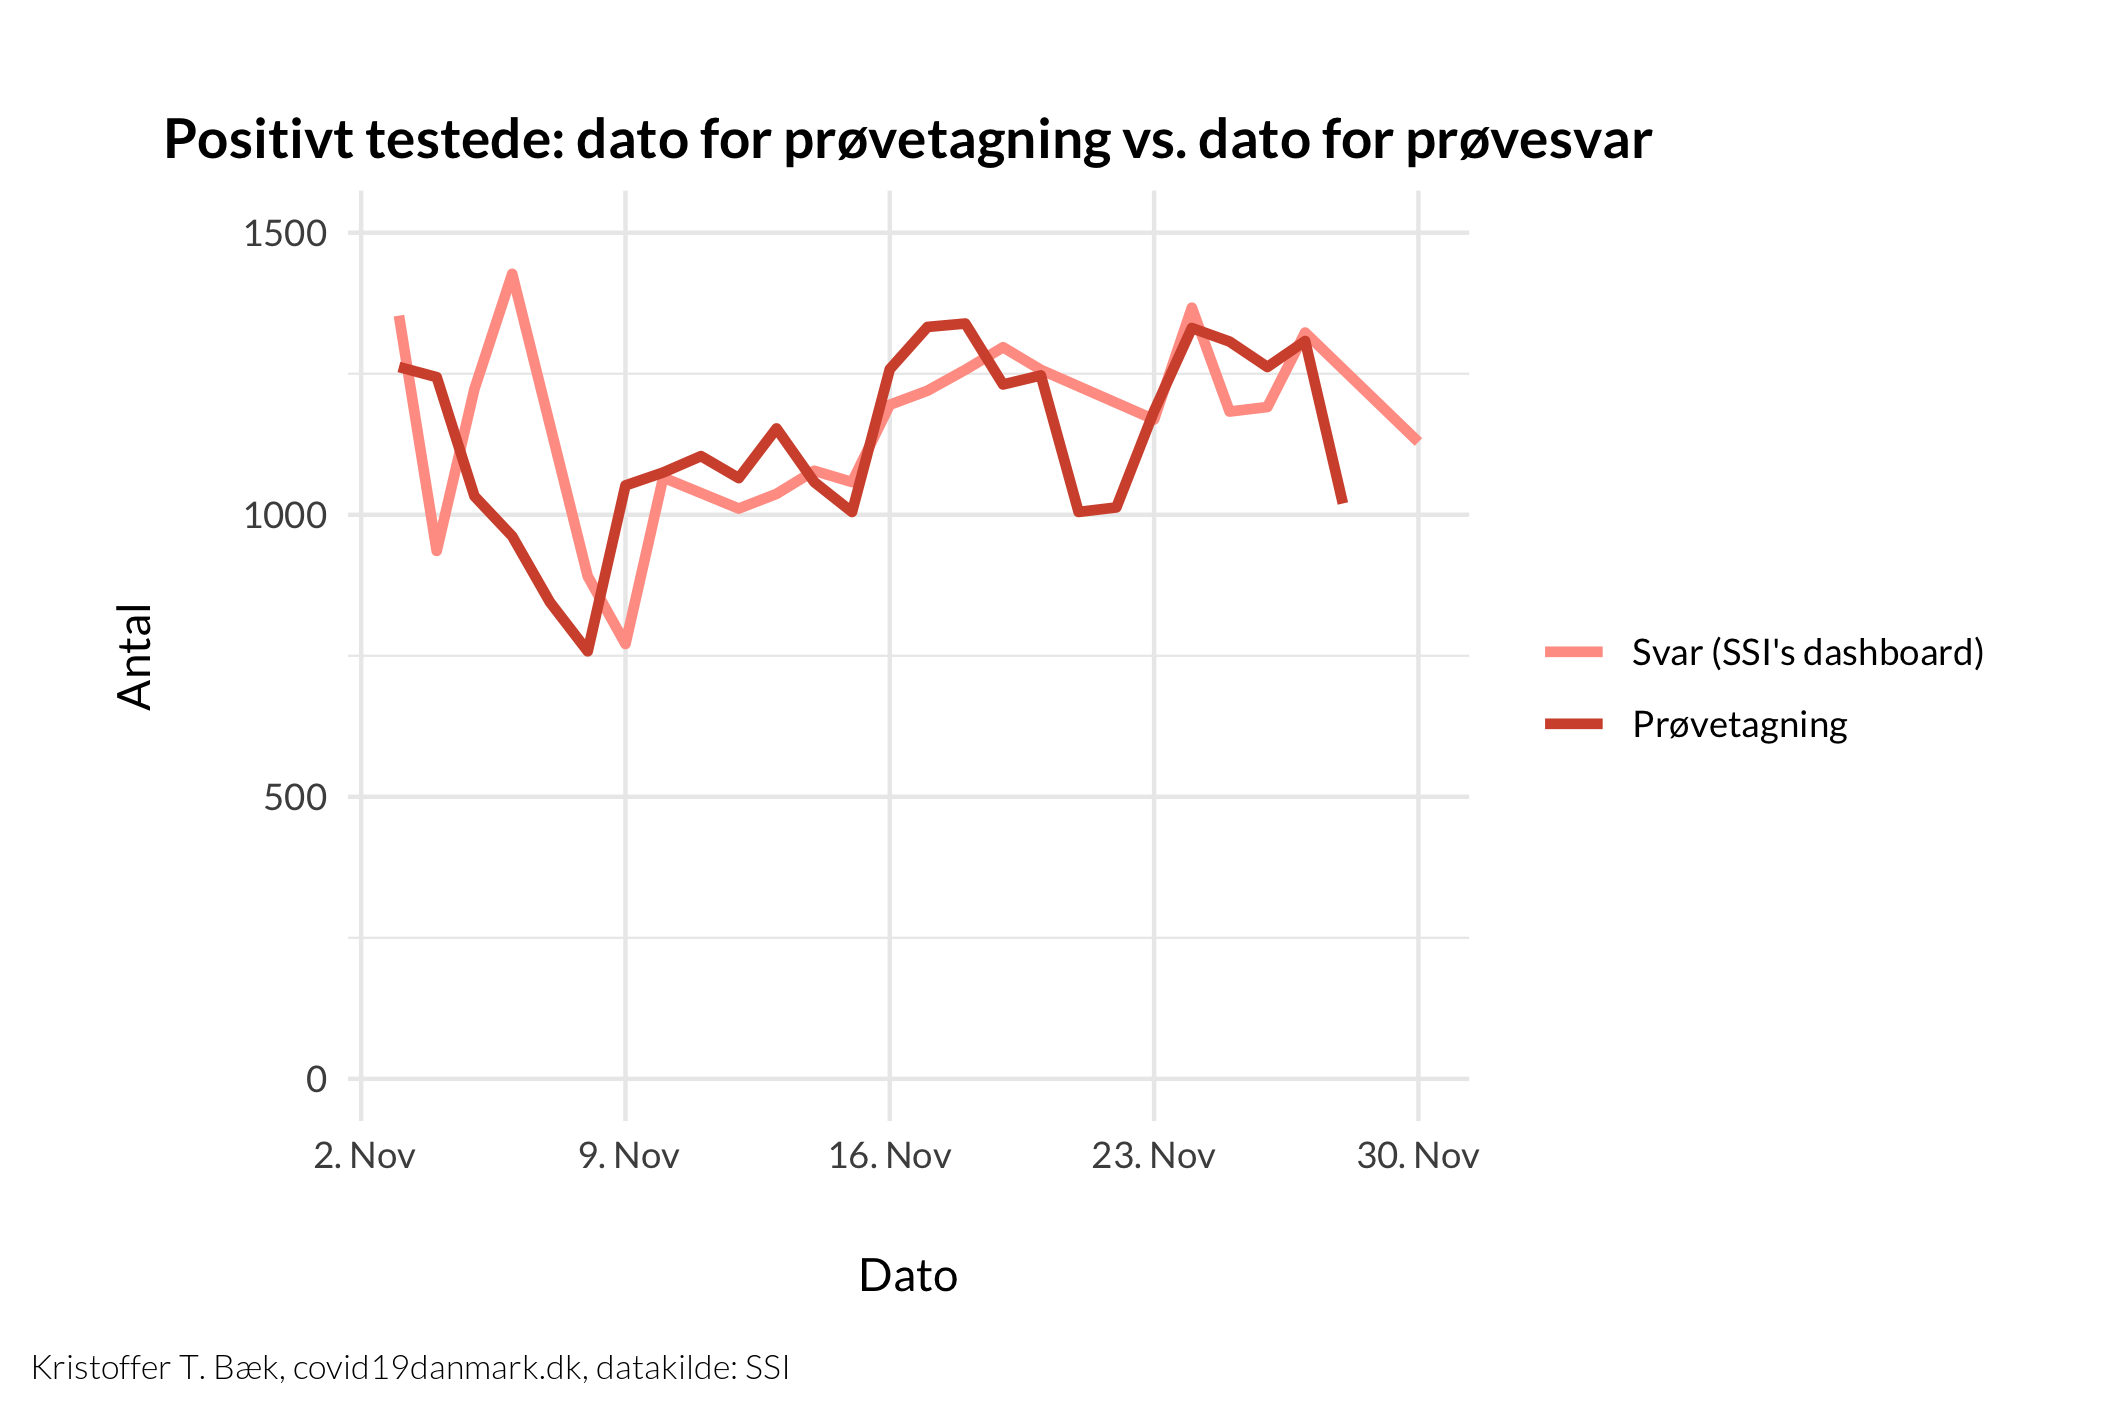 Positivt testede: dato for prøvetagning vs. dato for prøvesvar
1500
1000
500
0
Antal
2. Nov
9. Nov
16. Nov
23. Nov
30. Nov
Dato
Svar (SSI's dashboard)
Prøvetagning
Kristoffer T. Bæk, covid19danmark.dk, datakilde: SSI